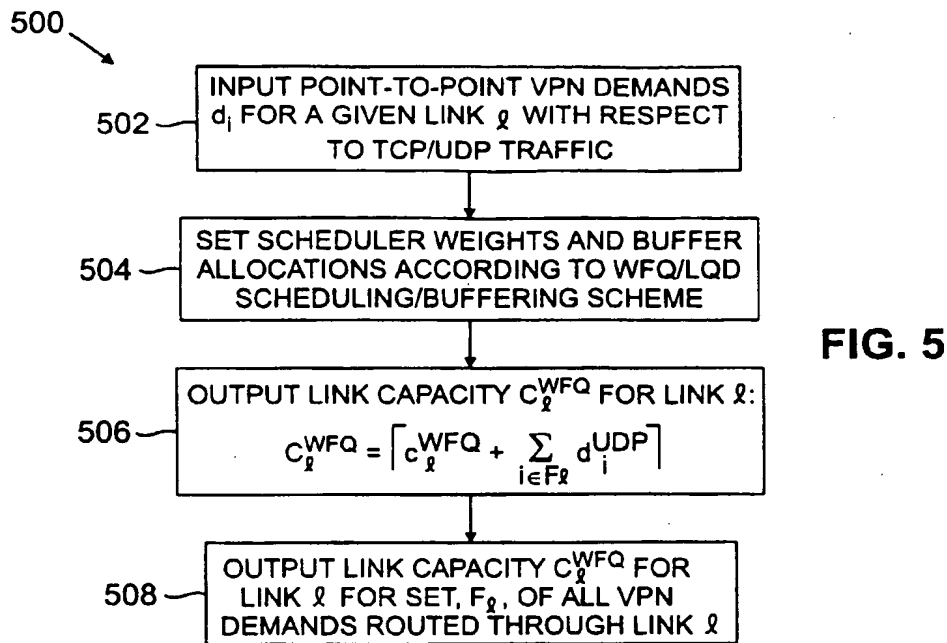 500
502
INPUT POINT-TO-POINT VPN DEMANDS
dᵢ FOR A GIVEN LINK ℓ WITH RESPECT
TO TCP/UDP TRAFFIC
504
SET SCHEDULER WEIGHTS AND BUFFER
ALLOCATIONS ACCORDING TO WFQ/LQD
SCHEDULING/BUFFERING SCHEME
FIG. 5
506
OUTPUT LINK CAPACITY C_ℓ^WFQ FOR LINK ℓ:
C_ℓ^WFQ = ⌈c_ℓ^WFQ + ∑_{i∈Fℓ} d_i^UDP⌉
508
OUTPUT LINK CAPACITY C_ℓ^WFQ FOR
LINK ℓ FOR SET, F_ℓ, OF ALL VPN
DEMANDS ROUTED THROUGH LINK ℓ